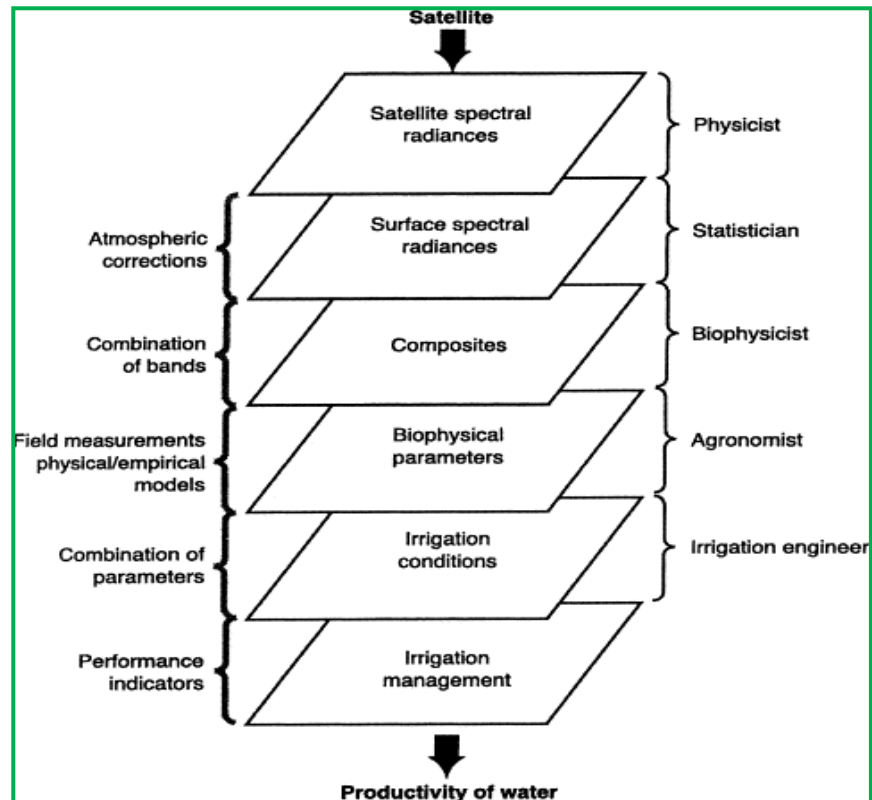 Satellite
Satellite spectral
radiances
Physicist
Atmospheric
corrections
Surface spectral
radiances
Statistician
Combination
of bands
Composites
Biophysicist
Field measurements
physical/empirical
models
Biophysical
parameters
Agronomist
Combination of
parameters
Irrigation
conditions
Irrigation engineer
Performance
indicators
Irrigation
management
Productivity of water